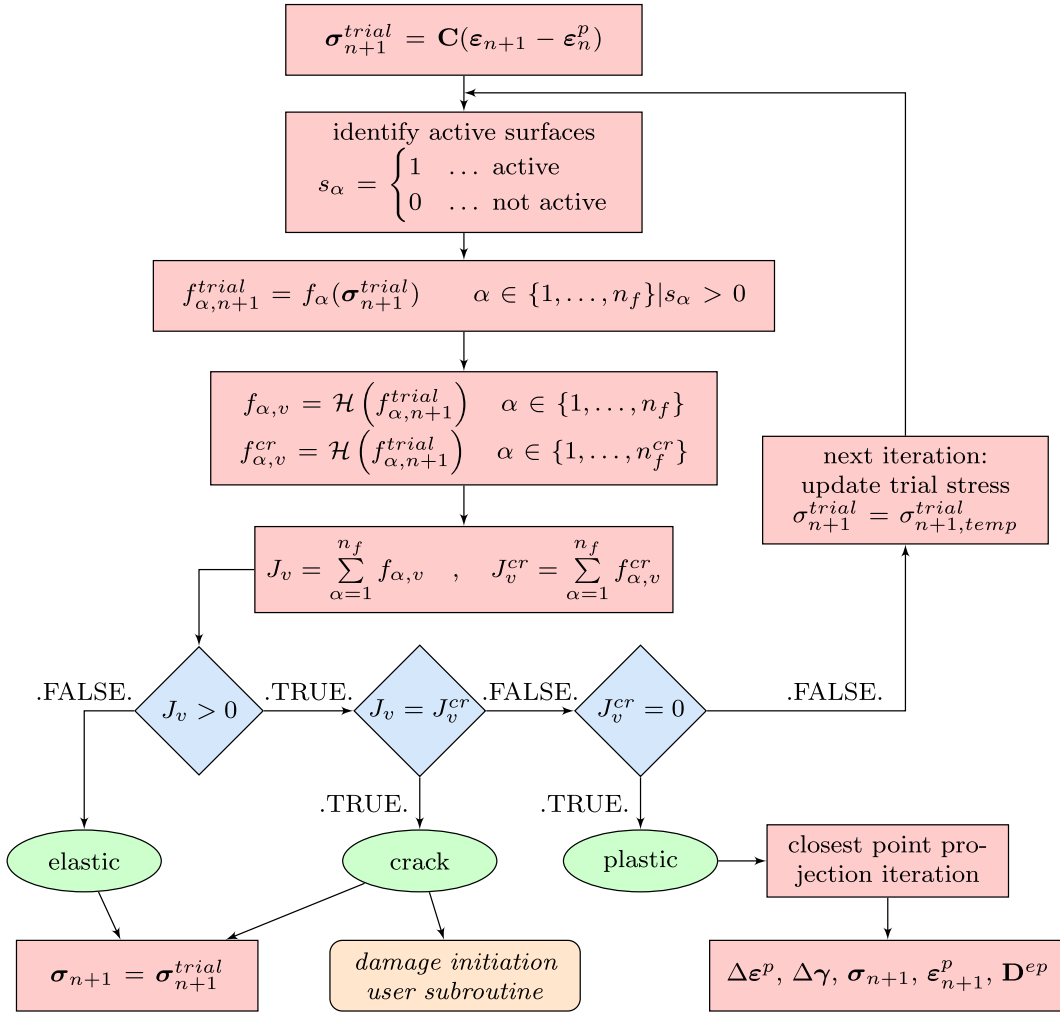 𝝈_{n+1}^{trial} = 𝐂(𝜺_{n+1} − 𝜺_n^p)
identify active surfaces
s_α = { 1 … active
0 … not active
f_{α,n+1}^{trial} = f_α(𝝈_{n+1}^{trial}) α ∈ {1, …, n_f}|s_α > 0
f_{α,v} = ℋ(f_{α,n+1}^{trial}) α ∈ {1, …, n_f}
f_{α,v}^{cr} = ℋ(f_{α,n+1}^{trial}) α ∈ {1, …, n_f^{cr}}
next iteration:
update trial stress
σ_{n+1}^{trial} = σ_{n+1,temp}^{trial}
J_v = ∑_{α=1}^{n_f} f_{α,v} , J_v^{cr} = ∑_{α=1}^{n_f} f_{α,v}^{cr}
.FALSE.
J_v > 0
.TRUE.
J_v = J_v^{cr}
.FALSE.
J_v^{cr} = 0
.FALSE.
.TRUE.
.TRUE.
elastic
crack
plastic
closest point pro-
jection iteration
𝝈_{n+1} = 𝝈_{n+1}^{trial}
damage initiation
user subroutine
Δ𝜺^p, Δ𝜸, 𝝈_{n+1}, 𝜺_{n+1}^p, 𝐃^{ep}